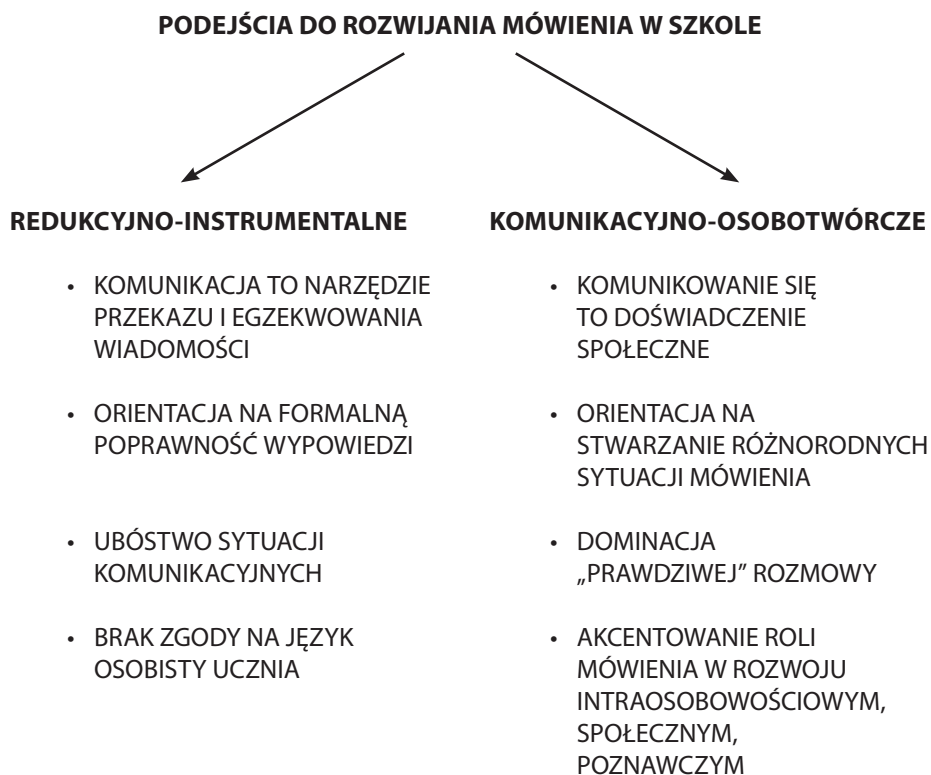 PODEJŚCIA DO ROZWIJANIA MÓWIENIA W SZKOLE
REDUKCYJNO-INSTRUMENTALNE
• KOMUNIKACJA TO NARZĘDZIE
PRZEKAZU I EGZEKWOWANIA
WIADOMOŚCI
• ORIENTACJA NA FORMALNĄ
POPRAWNOŚĆ WYPOWIEDZI
• UBÓSTWO SYTUACJI
KOMUNIKACYJNYCH
• BRAK ZGODY NA JĘZYK
OSOBISTY UCZNIA
KOMUNIKACYJNO-OSOBOTWÓRCZE
• KOMUNIKOWANIE SIĘ
TO DOŚWIADCZENIE
SPOŁECZNE
• ORIENTACJA NA
STWARZANIE RÓŻNORODNYCH
SYTUACJI MÓWIENIA
• DOMINACJA
„PRAWDZIWEJ” ROZMOWY
• AKCENTOWANIE ROLI
MÓWIENIA W ROZWOJU
INTRAOSOBOWOŚCIOWYM,
SPOŁECZNYM,
POZNAWCZYM